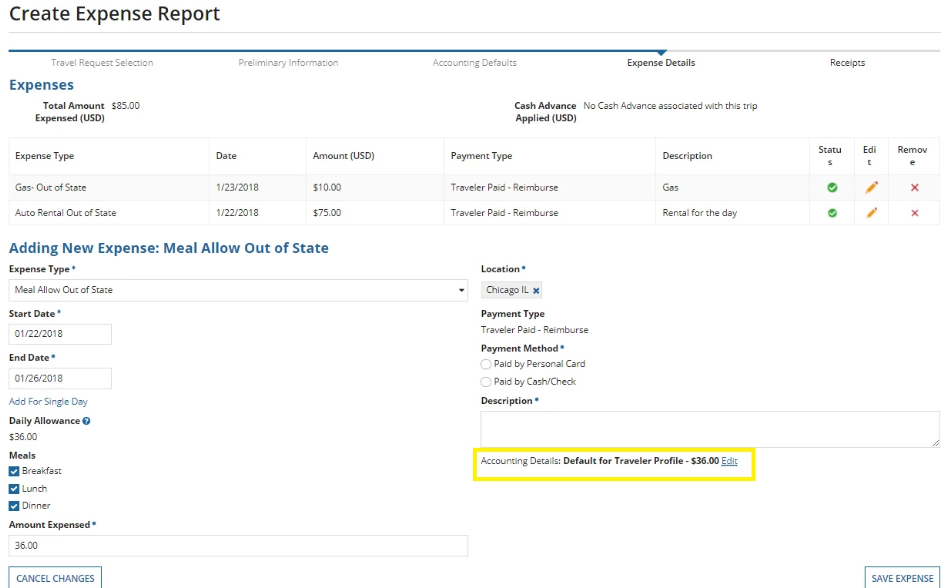 Create Expense Report
Travel Request Selection Preliminary Information Accounting Defaults Expense Details Receipts
Expenses
Total Amount $85.00 Cash Advance No Cash Advance associated with this trip
Expensed (USD) Applied (USD)
Expense Type Date Amount (USD) Payment Type Description Statu Edi Remov
s t e
Gas- Out of State 1/23/2018 $10.00 Traveler Paid - Reimburse Gas
Auto Rental Out of State 1/22/2018 $75.00 Traveler Paid - Reimburse Rental for the day
Adding New Expense: Meal Allow Out of State
Expense Type *
Meal Allow Out of State
Start Date *
01/22/2018
End Date *
01/26/2018
Add For Single Day
Daily Allowance ?
$36.00
Meals
Breakfast
Lunch
Dinner
Amount Expensed *
36.00
Location *
Chicago IL ×
Payment Type
Traveler Paid - Reimburse
Payment Method *
Paid by Personal Card
Paid by Cash/Check
Description *
Accounting Details: Default for Traveler Profile - $36.00 Edit
CANCEL CHANGES SAVE EXPENSE